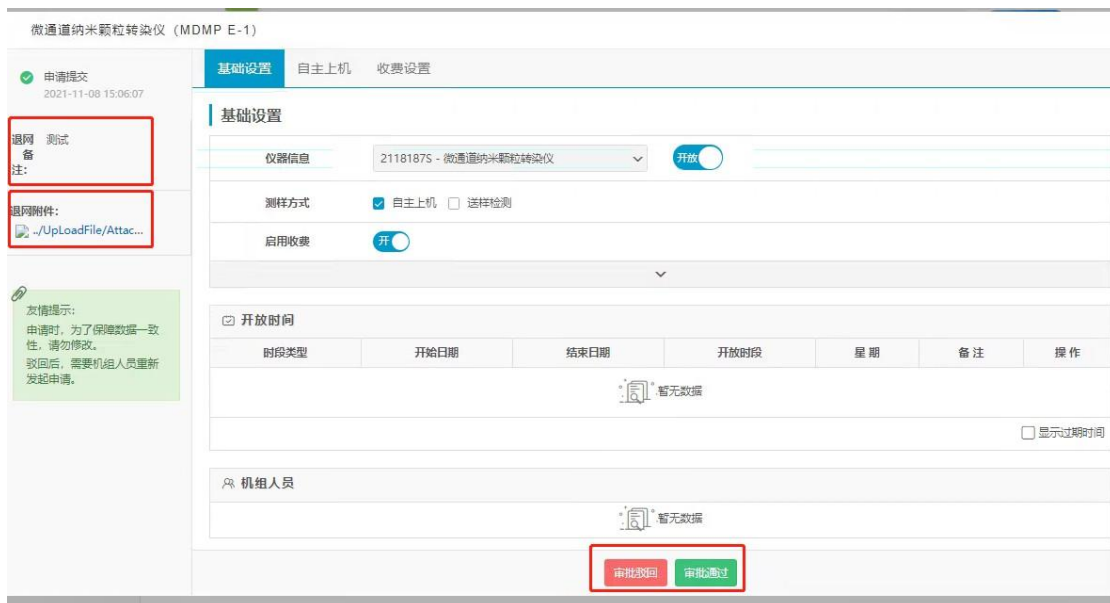 微通道纳米颗粒转染仪（MDMP E-1）
申请提交
2021-11-08 15:06:07
退网备注：
测试
退网附件：
../UpLoadFile/Attac...
友情提示：
申请时，为了保障数据一致
性，请勿修改。
驳回后，需要机组人员重新
发起申请。
基础设置 自主上机 收费设置
基础设置
仪器信息 2118187S - 微通道纳米颗粒转染仪 开放
测样方式 自主上机 送样检测
启用收费 开
开放时间
时段类型 开始日期 结束日期 开放时段 星期 备注 操作
暂无数据
显示过期时间
机组人员
暂无数据
审批驳回 审批通过